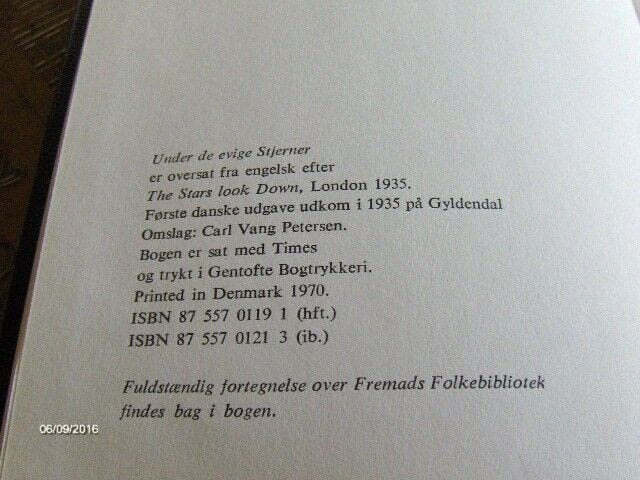 Under de evige Stjerner
er oversat fra engelsk efter
The Stars look Down, London 1935.
Første danske udgave udkom i 1935 på Gyldendal
Omslag: Carl Vang Petersen.
Bogen er sat med Times
og trykt i Gentofte Bogtrykkeri.
Printed in Denmark 1970.
ISBN 87 557 0119 1 (hft.)
ISBN 87 557 0121 3 (ib.)
Fuldstændig fortegnelse over Fremads Folkebibliotek
findes bag i bogen.
06/09/2016